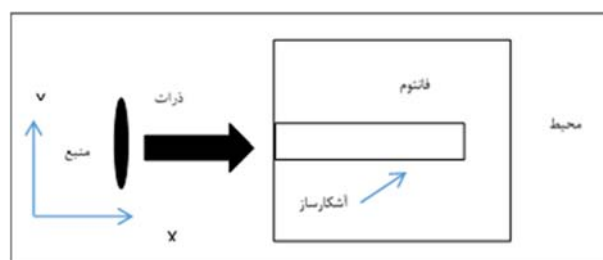 فانتوم
ذرات
محیط
منبع
آشکارساز
y
x